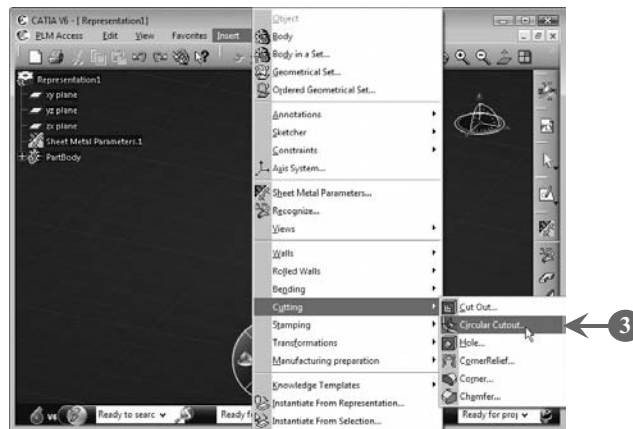 CATIA V6 - [ Representation1]
PLM Access Edit View Favorites Insert
Representation1
xy plane
yz plane
zx plane
Sheet Metal Parameters.1
PartBody
Object
Body
Body in a Set...
Geometrical Set...
Ordered Geometrical Set...
Annotations
Sketcher
Constraints
Axis System...
Sheet Metal Parameters...
Recognize...
Views
Walls
Rolled Walls
Bending
Cutting
Stamping
Transformations
Manufacturing preparation
Knowledge Templates
Instantiate From Representation...
Instantiate From Selection...
Cut Out...
Circular Cutout...
Hole...
CornerRelief...
Corner...
Chamfer...
3
V6 Ready to searc
Ready f
Ready for proj